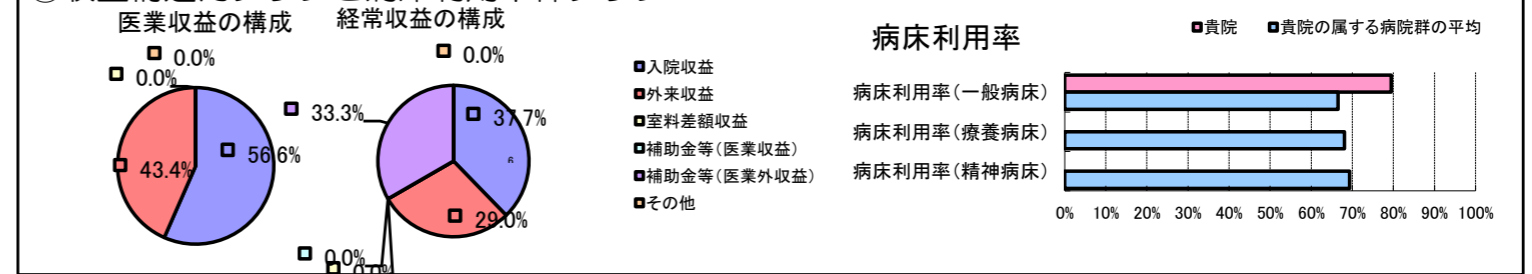 医業収益の構成
0.0%
0.0%
43.4%
56.6%
経常収益の構成
0.0%
33.3%
37.7%
29.0%
0.0%
0.0%
入院収益
外来収益
室料差額収益
補助金等(医業収益)
補助金等(医業外収益)
その他
病床利用率
貴院 貴院の属する病院群の平均
病床利用率(一般病床)
病床利用率(療養病床)
病床利用率(精神病床)
0% 10% 20% 30% 40% 50% 60% 70% 80% 90% 100%